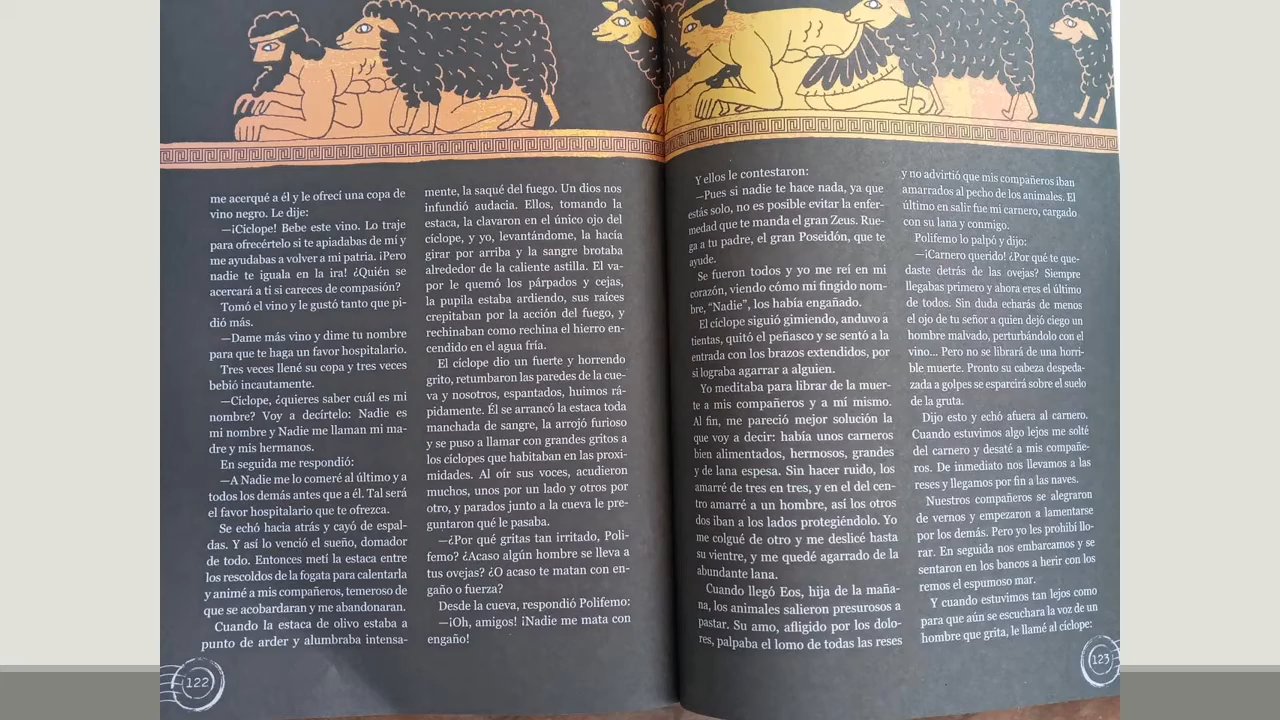 me acerqué a él y le ofrecí una copa de
vino negro. Le dije:
—¡Cíclope! Bebe este vino. Lo traje
para ofrecértelo si te apiadabas de mí y
me ayudabas a volver a mi patria. ¡Pero
nadie te iguala en la ira! ¿Quién se
acercará a ti si careces de compasión?
Tomó el vino y le gustó tanto que pi-
dió más.
—Dame más vino y dime tu nombre
para que te haga un favor hospitalario.
Tres veces llené su copa y tres veces
bebió incautamente.
—Cíclope, ¿quieres saber cuál es mi
nombre? Voy a decírtelo: Nadie es
mi nombre y Nadie me llaman mi ma-
dre y mis hermanos.
En seguida me respondió:
—A Nadie me lo comeré al último y a
todos los demás antes que a él. Tal será
el favor hospitalario que te ofrezca.
Se echó hacia atrás y cayó de espal-
das. Y así lo venció el sueño, domador
de todo. Entonces metí la estaca entre
los rescoldos de la fogata para calentarla
y animé a mis compañeros, temeroso de
que se acobardaran y me abandonaran.
Cuando la estaca de olivo estaba a
punto de arder y alumbraba intensa-
122
mente, la saqué del fuego. Un dios nos
infundió audacia. Ellos, tomando la
estaca, la clavaron en el único ojo del
cíclope, y yo, levantándome, la hacía
girar por arriba y la sangre brotaba
alrededor de la caliente astilla. El va-
por le quemó los párpados y cejas,
la pupila estaba ardiendo, sus raíces
crepitaban por la acción del fuego, y
rechinaban como rechina el hierro en-
cendido en el agua fría.
El cíclope dio un fuerte y horrendo
grito, retumbaron las paredes de la cue-
va y nosotros, espantados, huimos rá-
pidamente. Él se arrancó la estaca toda
manchada de sangre, la arrojó furioso
y se puso a llamar con grandes gritos a
los cíclopes que habitaban en las proxi-
midades. Al oír sus voces, acudieron
muchos, unos por un lado y otros por
otro, y parados junto a la cueva le pre-
guntaron qué le pasaba.
—¿Por qué gritas tan irritado, Poli-
femo? ¿Acaso algún hombre se lleva a
tus ovejas? ¿O acaso te matan con en-
gaño o fuerza?
Desde la cueva, respondió Polifemo:
—¡Oh, amigos! ¡Nadie me mata con
engaño!
Y ellos le contestaron:
—Pues si nadie te hace nada, ya que
estás solo, no es posible evitar la enfer-
medad que te manda el gran Zeus. Rue-
ga a tu padre, el gran Poseidón, que te
ayude.
Se fueron todos y yo me reí en mi
corazón, viendo cómo mi fingido nom-
bre, “Nadie”, los había engañado.
El cíclope siguió gimiendo, anduvo a
tientas, quitó el peñasco y se sentó a la
entrada con los brazos extendidos, por
si lograba agarrar a alguien.
Yo meditaba para librar de la muer-
te a mis compañeros y a mí mismo.
Al fin, me pareció mejor solución la
que voy a decir: había unos carneros
bien alimentados, hermosos, grandes
y de lana espesa. Sin hacer ruido, los
amarré de tres en tres, y en el del cen-
tro amarré a un hombre, así los otros
dos iban a los lados protegiéndolo. Yo
me colgué de otro y me deslicé hasta
su vientre, y me quedé agarrado de la
abundante lana.
Cuando llegó Eos, hija de la maña-
na, los animales salieron presurosos a
pastar. Su amo, afligido por los dolo-
res, palpaba el lomo de todas las reses
y no advirtió que mis compañeros iban
amarrados al pecho de los animales. El
último en salir fue mi carnero, cargado
con su lana y conmigo.
Polifemo lo palpó y dijo:
—¡Carnero querido! ¿Por qué te que-
daste detrás de las ovejas? Siempre
llegabas primero y ahora eres el último
de todos. Sin duda echarás de menos
el ojo de tu señor a quien dejó ciego un
hombre malvado, perturbándolo con el
vino... Pero no se librará de una horri-
ble muerte. Pronto su cabeza despeda-
zada a golpes se esparcirá sobre el suelo
de la gruta.
Dijo esto y echó afuera al carnero.
Cuando estuvimos algo lejos me solté
del carnero y desaté a mis compañe-
ros. De inmediato nos llevamos a las
reses y llegamos por fin a las naves.
Nuestros compañeros se alegraron
de vernos y empezaron a lamentarse
por los demás. Pero yo les prohibí llo-
rar. En seguida nos embarcamos y se
sentaron en los bancos a herir con los
remos el espumoso mar.
Y cuando estuvimos tan lejos como
para que aún se escuchara la voz de un
hombre que grita, le llamé al cíclope:
123